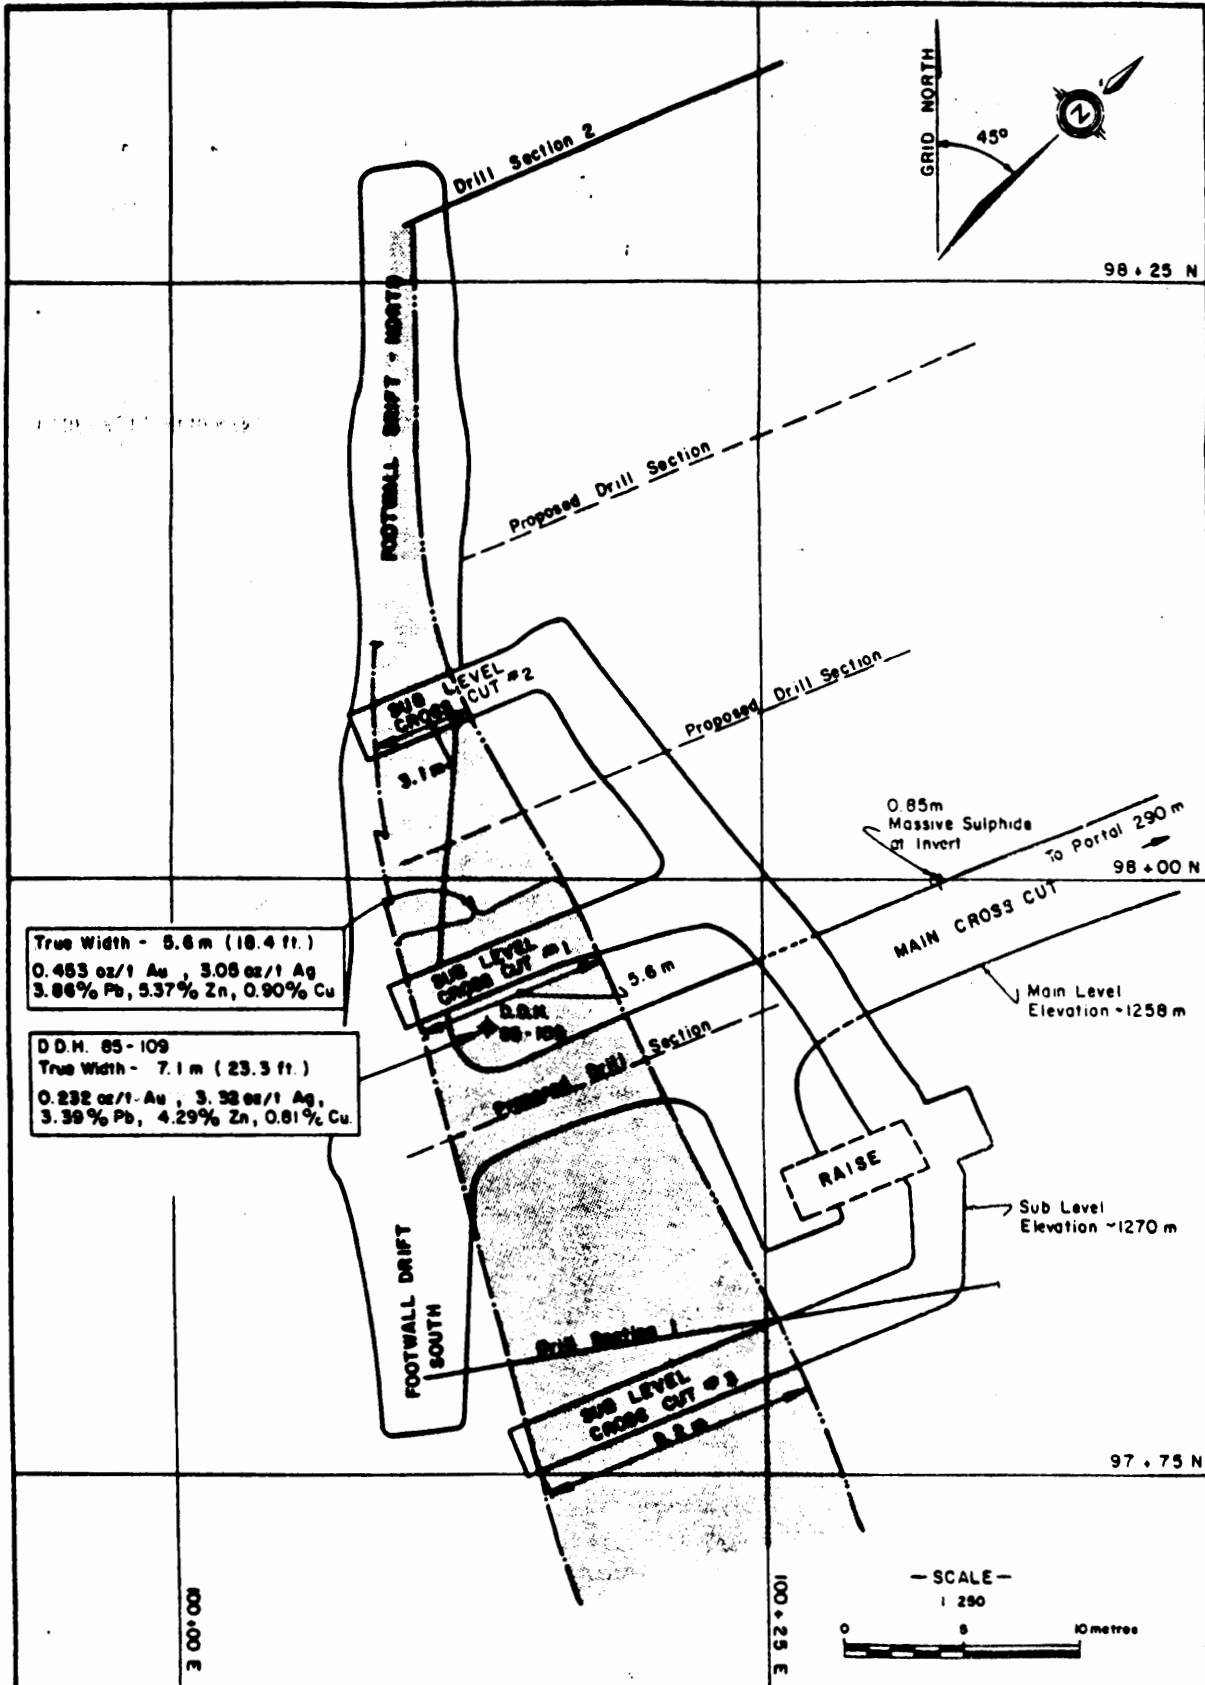 GRID NORTH
45°
N
Drill Section 2
98 + 25 N
FOOTWALL DRIFT - NORTH
Proposed Drill Section
SUB LEVEL
CROSS CUT #2
Proposed Drill Section
3.1 m
0.85m
Massive Sulphide
at Invert
To Portal 290 m
98 + 00 N
MAIN CROSS CUT
True Width - 5.6 m (18.4 ft.)
0.453 oz/t Au , 3.05 oz/t Ag
3.86% Pb, 5.37% Zn, 0.90% Cu
SUB LEVEL
CROSS CUT #1
5.6 m
Main Level
Elevation ~1258 m
D.D.H.
85-109
D.D.H. 85-109
True Width - 7.1 m (23.3 ft.)
0.232 oz/t Au , 3.32 oz/t Ag,
3.39% Pb, 4.29% Zn, 0.81% Cu.
Proposed Drill Section
RAISE
Sub Level
Elevation ~1270 m
FOOTWALL DRIFT
SOUTH
Drill Section 1
SUB LEVEL
CROSS CUT #3
97 + 75 N
100+00 E
100+25 E
— SCALE —
1 250
0 5 10 metres